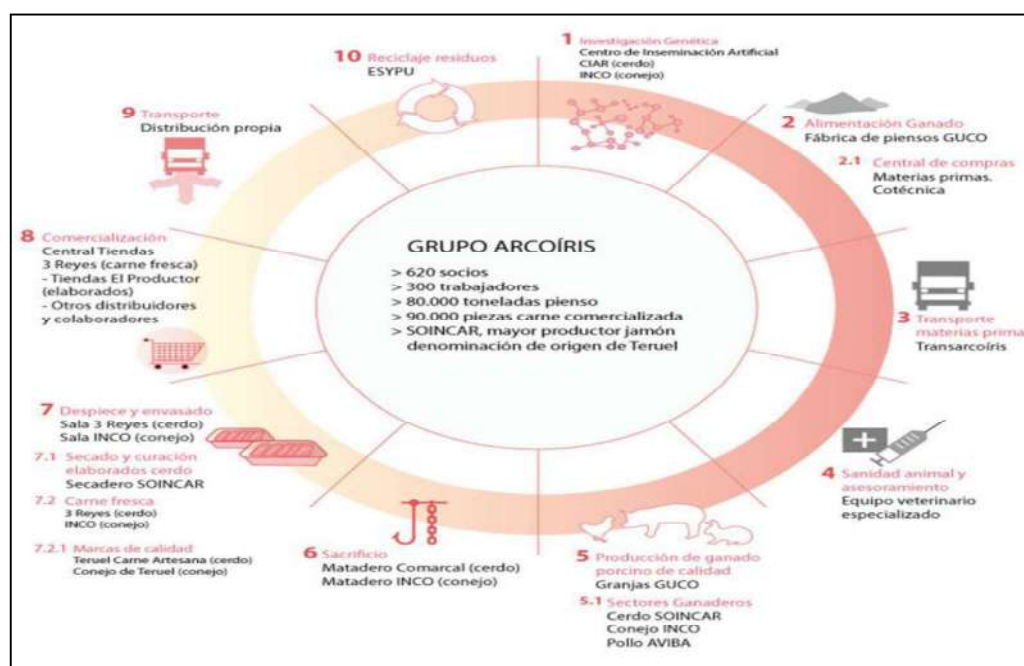 1 Investigación Genética
Centro de Inseminación Artificial
CIAR (cerdo)
INCO (conejo)
2 Alimentación Ganado
Fábrica de piensos GUCO
2.1 Central de compras
Materias primas.
Cotécnica
3 Transporte
materias prima
Transarcoíris
4 Sanidad animal y
asesoramiento
Equipo veterinario
especializado
5 Producción de ganado
porcino de calidad
Granjas GUCO
5.1 Sectores Ganaderos
Cerdo SOINCAR
Conejo INCO
Pollo AVIBA
6 Sacrificio
Matadero Comarcal (cerdo)
Matadero INCO (conejo)
7 Despiece y envasado
Sala 3 Reyes (cerdo)
Sala INCO (conejo)
7.1 Secado y curación
elaborados cerdo
Secadero SOINCAR
7.2 Carne fresca
3 Reyes (cerdo)
INCO (conejo)
7.2.1 Marcas de calidad
Teruel Carne Artesana (cerdo)
Conejo de Teruel (conejo)
8 Comercialización
Central Tiendas
3 Reyes (carne fresca)
- Tiendas El Productor
(elaborados)
- Otros distribuidores
y colaboradores
9 Transporte
Distribución propia
10 Reciclaje residuos
ESYPU
GRUPO ARCOÍRIS
> 620 socios
> 300 trabajadores
> 80.000 toneladas pienso
> 90.000 piezas carne comercializada
> SOINCAR, mayor productor jamón
denominación de origen de Teruel